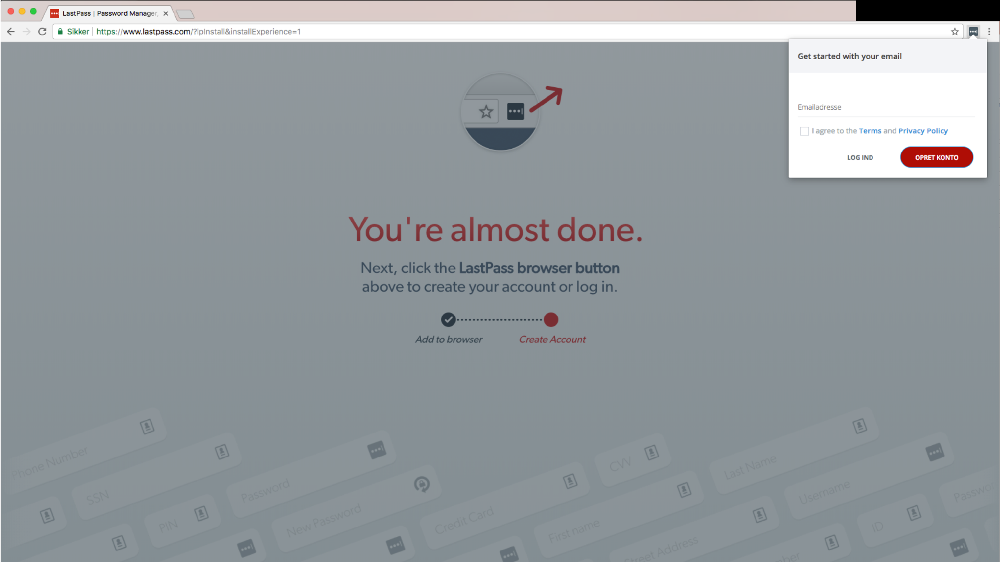 LastPass | Password Manager,
Sikker https://www.lastpass.com/?lpInstall&installExperience=1
Get started with your email
Emailadresse
I agree to the Terms and Privacy Policy
LOG IND OPRET KONTO
You're almost done.
Next, click the LastPass browser button
above to create your account or log in.
Add to browser Create Account
Phone Number
SSN
PIN
Password
New Password
Credit Card
CVV
First name
Street Address
Last Name
Username
ID